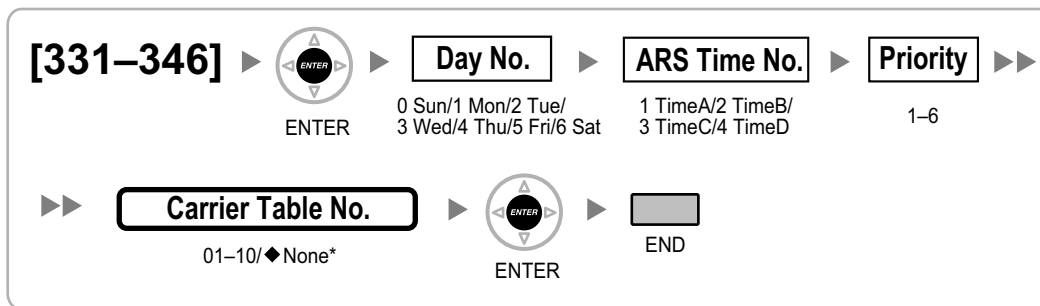 [331–346]
ENTER
ENTER
Day No.
0 Sun/1 Mon/2 Tue/
3 Wed/4 Thu/5 Fri/6 Sat
ARS Time No.
1 TimeA/2 TimeB/
3 TimeC/4 TimeD
Priority
1–6
Carrier Table No.
01–10/◆None*
ENTER
ENTER
END